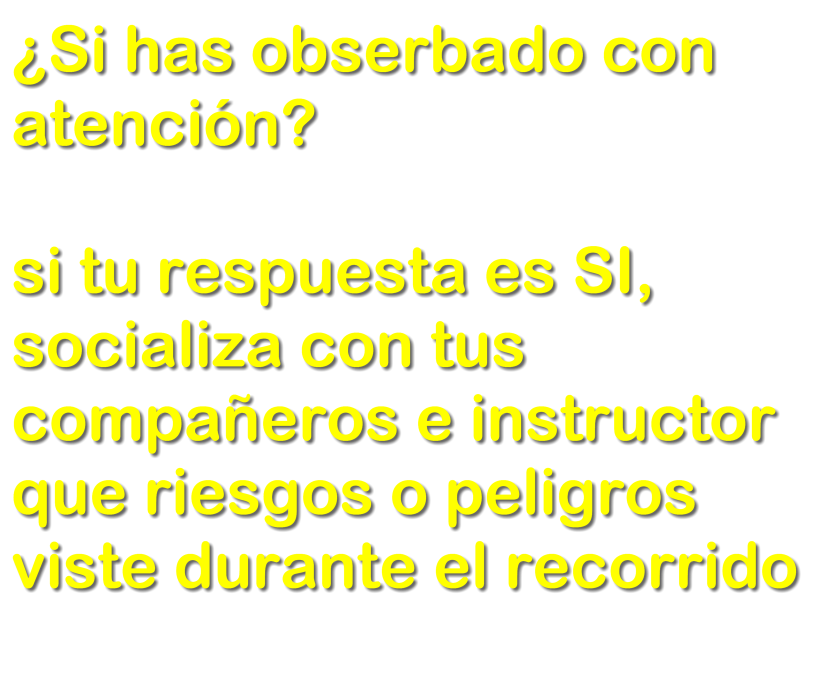 ¿Si has obserbado con
atención?
si tu respuesta es SI,
socializa con tus
compañeros e instructor
que riesgos o peligros
viste durante el recorrido